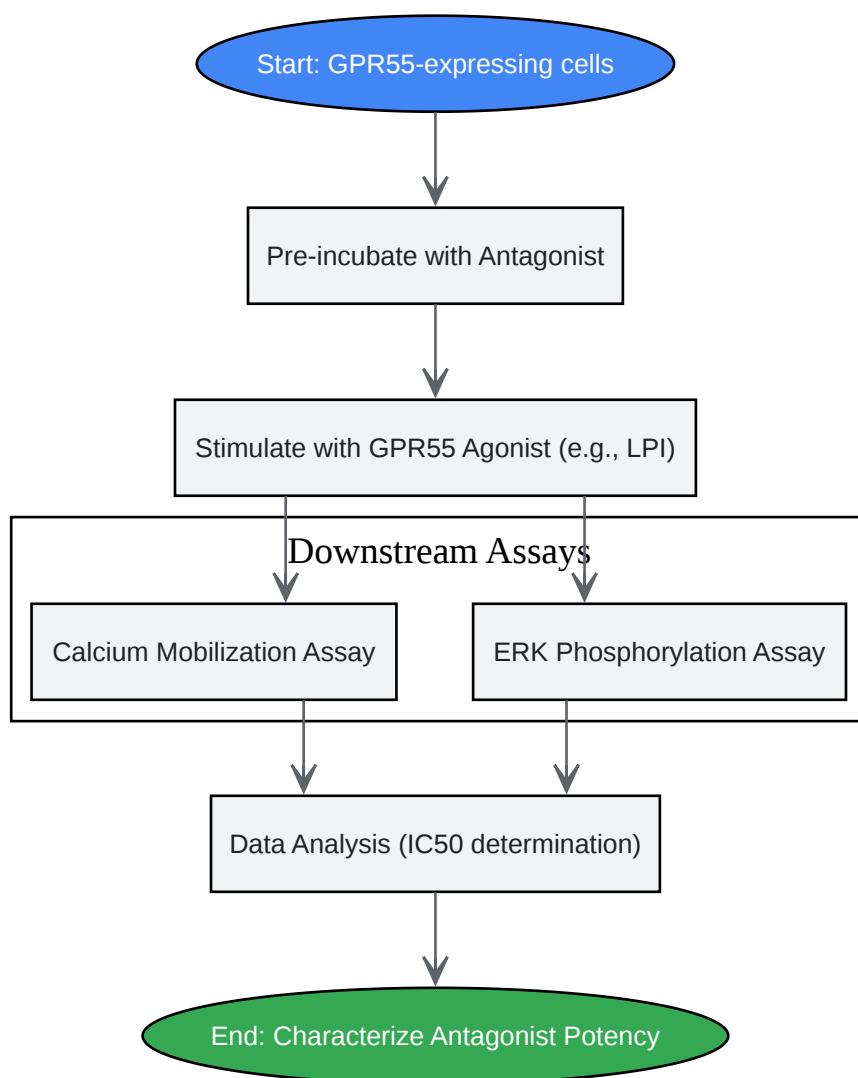 Start: GPR55-expressing cells
Pre-incubate with Antagonist
Stimulate with GPR55 Agonist (e.g., LPI)
Downstream Assays
Calcium Mobilization Assay
ERK Phosphorylation Assay
Data Analysis (IC50 determination)
End: Characterize Antagonist Potency